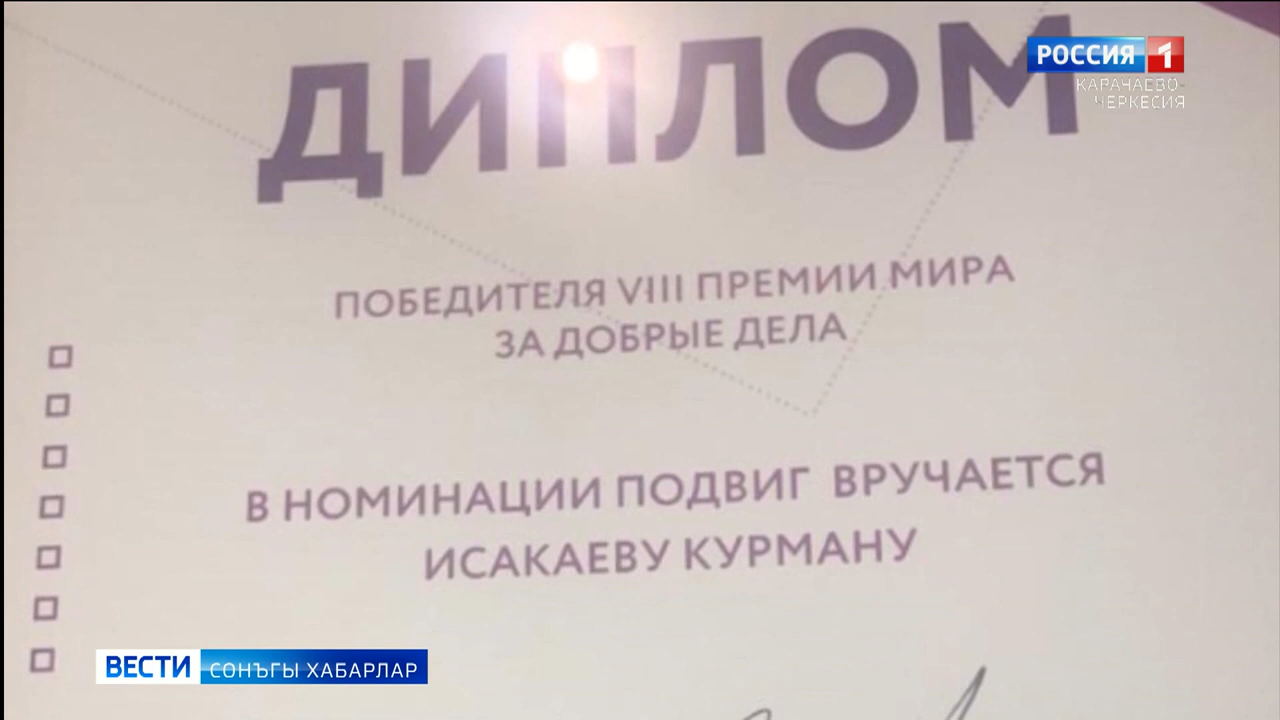 ДИПЛОМ
РОССИЯ 1
КАРАЧАЕВО-
ЧЕРКЕСИЯ
ПОБЕДИТЕЛЯ VIII ПРЕМИИ МИРА
ЗА ДОБРЫЕ ДЕЛА
В НОМИНАЦИИ ПОДВИГ ВРУЧАЕТСЯ
ИСАКАЕВУ КУРМАНУ
ВЕСТИ СОНЪГЫ ХАБАРЛАР